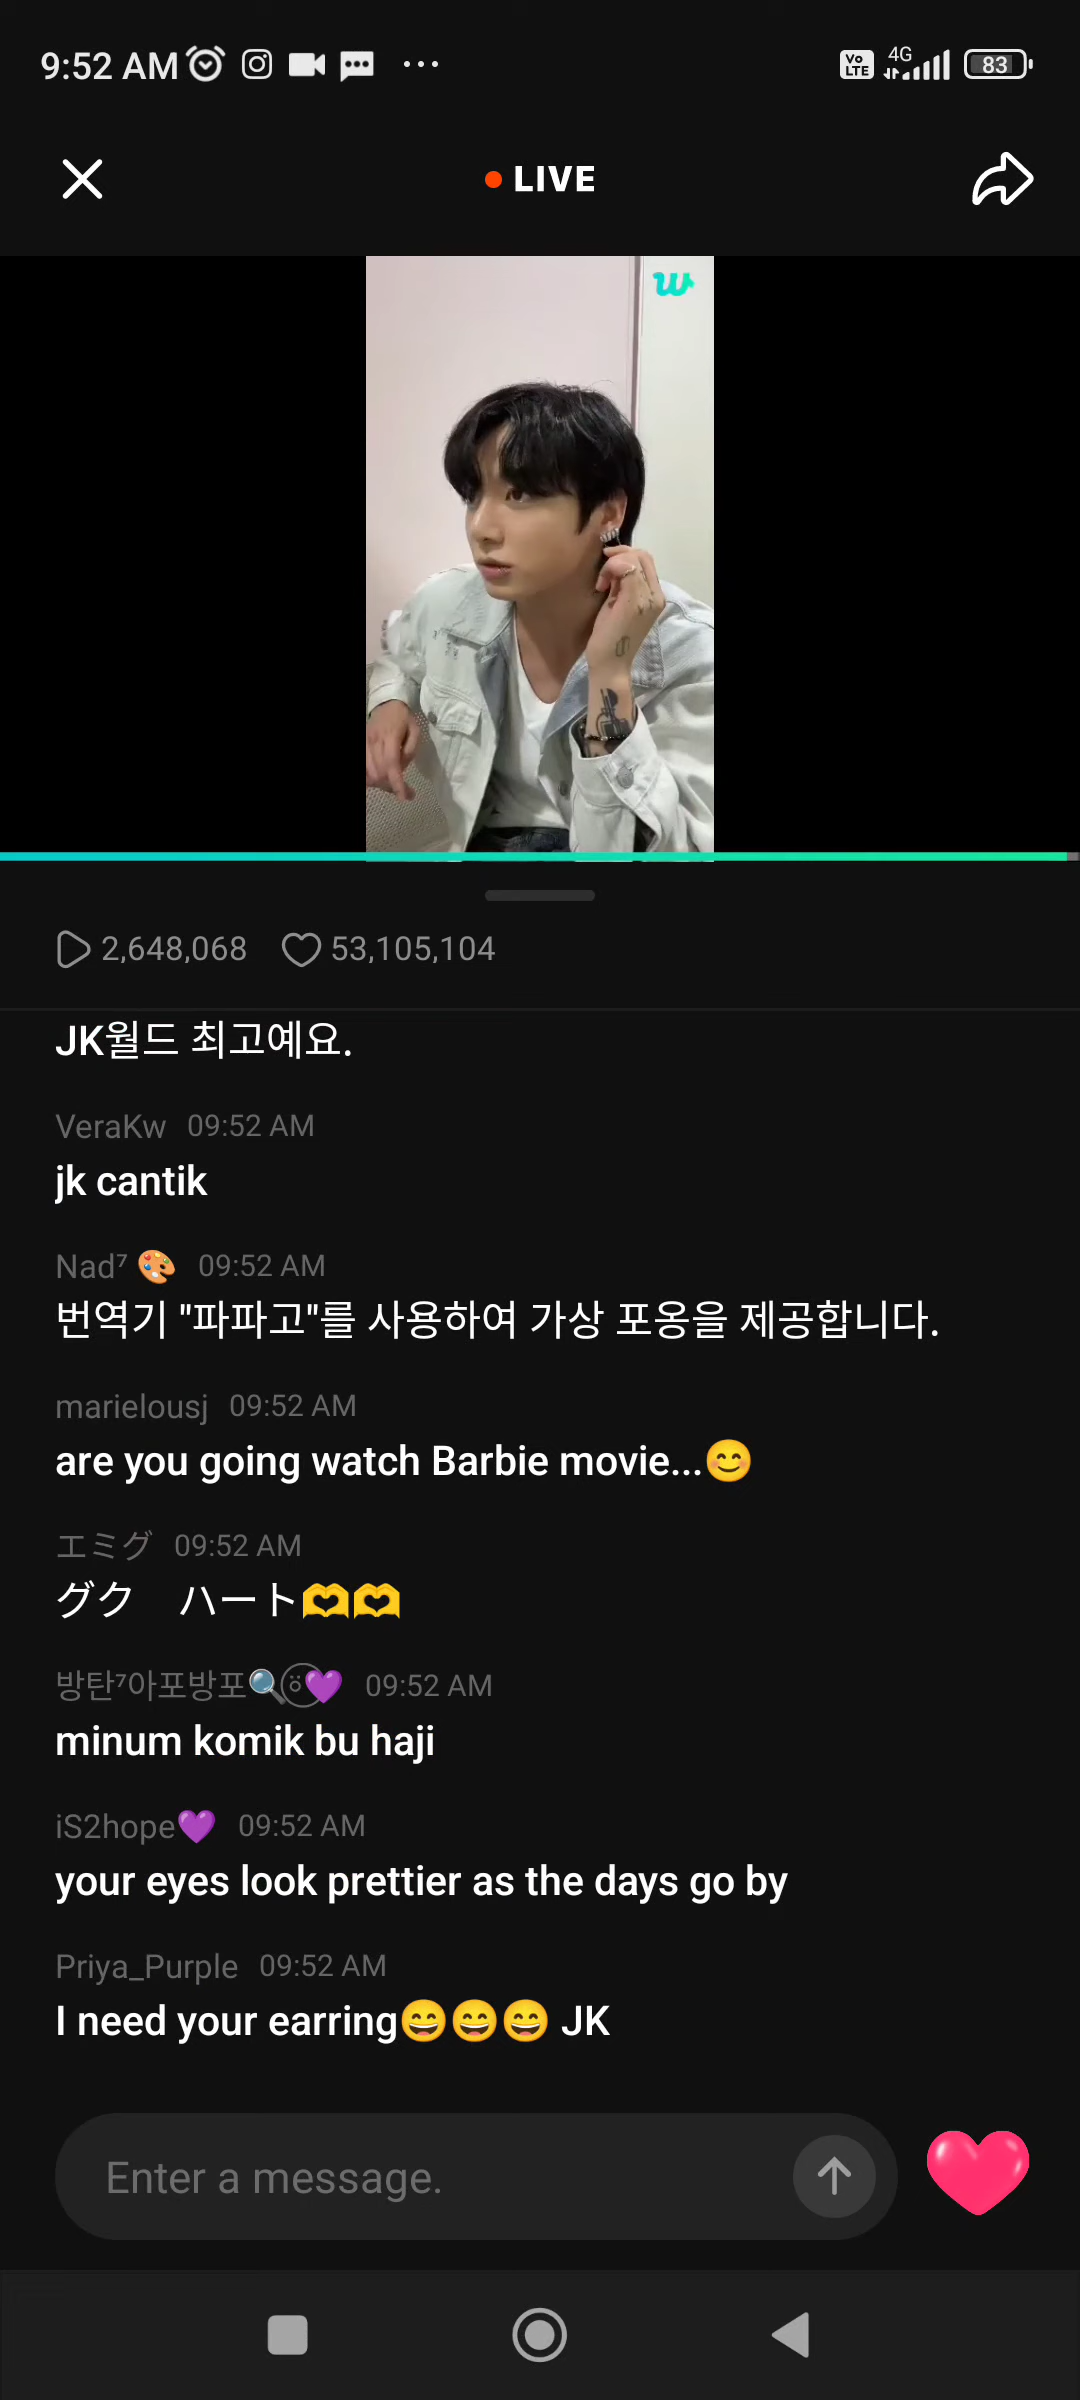 9:52 AM
Vo LTE
4G
83
LIVE
2,648,068 53,105,104
JK월드 최고예요.
VeraKw 09:52 AM
jk cantik
Nad⁷ 🎨 09:52 AM
번역기 "파파고"를 사용하여 가상 포옹을 제공합니다.
marielousj 09:52 AM
are you going watch Barbie movie...😊
エミグ 09:52 AM
グク　ハート🫶🫶
방탄⁷아포방포🔍⍤⃝💜 09:52 AM
minum komik bu haji
iS2hope💜 09:52 AM
your eyes look prettier as the days go by
Priya_Purple 09:52 AM
I need your earring😄😄😄 JK
Enter a message.